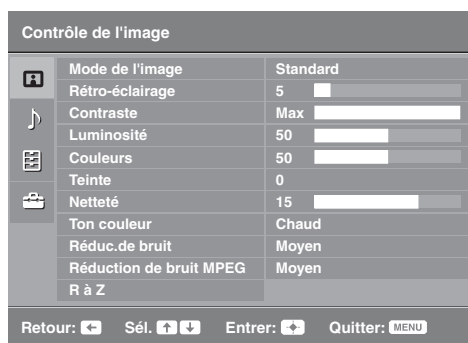 Contrôle de l'image
Mode de l'image Standard
Rétro-éclairage 5
Contraste Max
Luminosité 50
Couleurs 50
Teinte 0
Netteté 15
Ton couleur Chaud
Réduc.de bruit Moyen
Réduction de bruit MPEG Moyen
R à Z
Retour: Sél. Entrer: Quitter: MENU